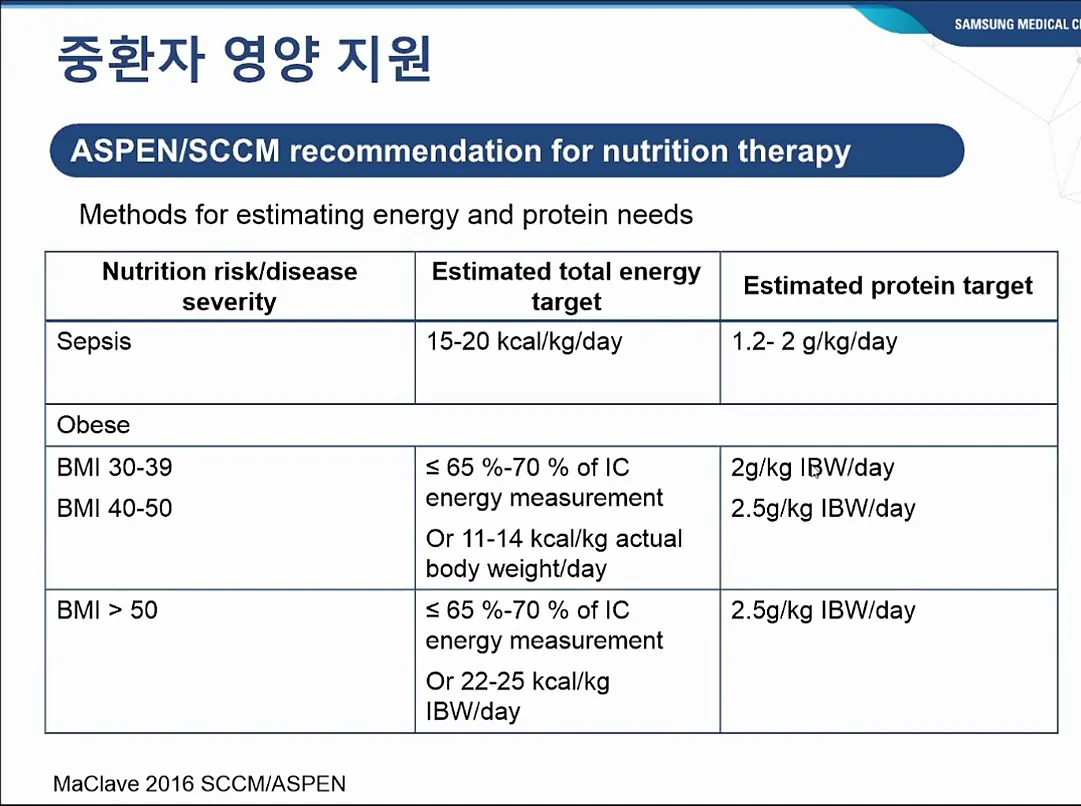 SAMSUNG MEDICAL
중환자 영양 지원
ASPEN/SCCM recommendation for nutrition therapy
Methods for estimating energy and protein needs
Nutrition risk/disease severity
Estimated total energy target
Estimated protein target
Sepsis
15-20 kcal/kg/day
1.2- 2 g/kg/day
Obese
BMI 30-39
BMI 40-50
≤ 65 %-70 % of IC
energy measurement
Or 11-14 kcal/kg actual
body weight/day
2g/kg IBW/day
2.5g/kg IBW/day
BMI > 50
≤ 65 %-70 % of IC
energy measurement
Or 22-25 kcal/kg
IBW/day
2.5g/kg IBW/day
MaClave 2016 SCCM/ASPEN